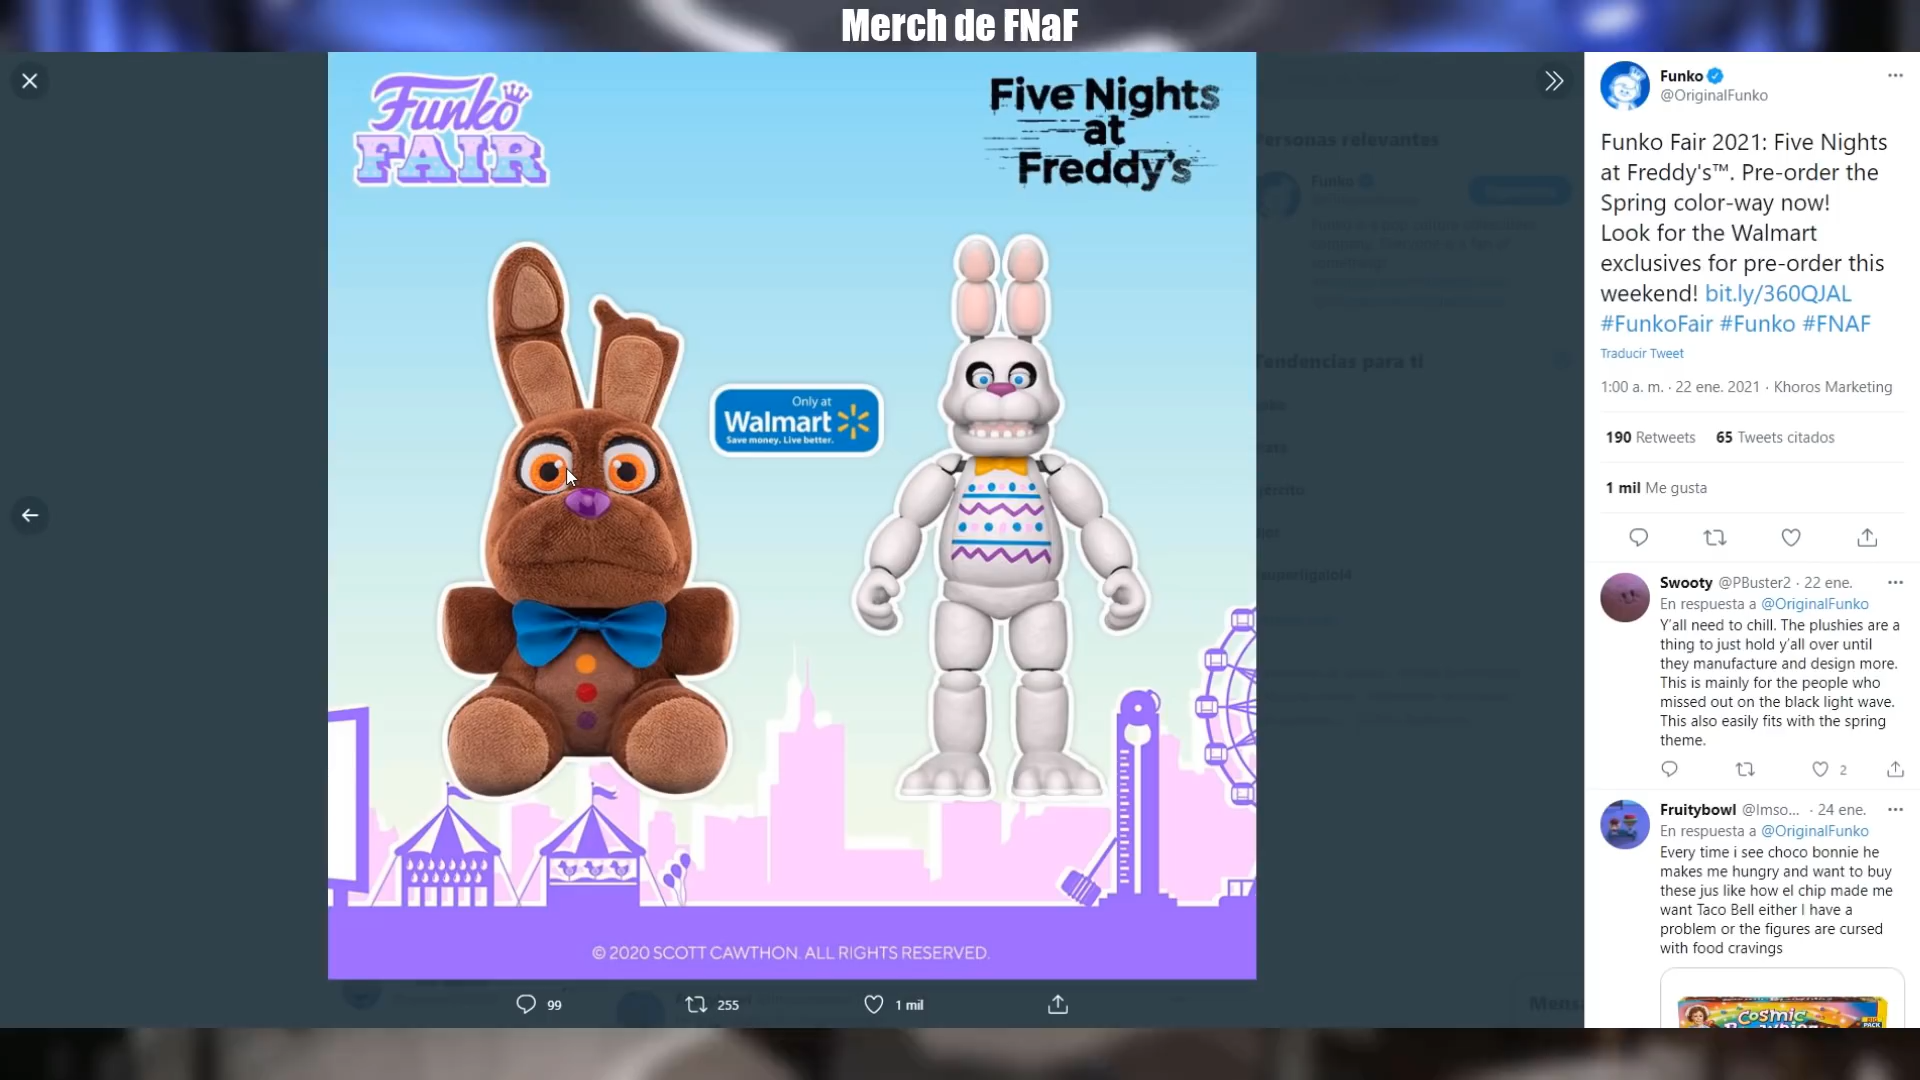 Merch de FNaF
Funko
FAIR
Five Nights
at
Freddy's
Only at
Walmart
Save money. Live better.
© 2020 SCOTT CAWTHON. ALL RIGHTS RESERVED.
99
255
1 mil
Personas relevantes
Funko
Tendencias para ti
Funko
@OriginalFunko
Funko Fair 2021: Five Nights
at Freddy's™. Pre-order the
Spring color-way now!
Look for the Walmart
exclusives for pre-order this
weekend! bit.ly/360QJAL
#FunkoFair #Funko #FNAF
Traducir Tweet
1:00 a. m. · 22 ene. 2021 · Khoros Marketing
190 Retweets 65 Tweets citados
1 mil Me gusta
Swooty @PBuster2 · 22 ene.
En respuesta a @OriginalFunko
Y'all need to chill. The plushies are a
thing to just hold y'all over until
they manufacture and design more.
This is mainly for the people who
missed out on the black light wave.
This also easily fits with the spring
theme.
2
Fruitybowl @Imso... · 24 ene.
En respuesta a @OriginalFunko
Every time i see choco bonnie he
makes me hungry and want to buy
these jus like how el chip made me
want Taco Bell either I have a
problem or the figures are cursed
with food cravings
Cosmic